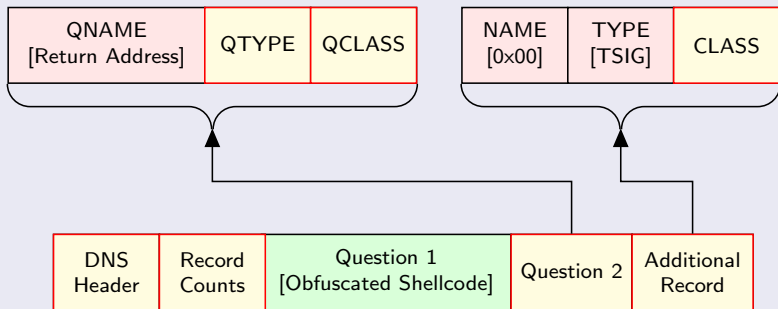 QNAME
[Return Address]
QTYPE
QCLASS
NAME
[0x00]
TYPE
[TSIG]
CLASS
DNS
Header
Record
Counts
Question 1
[Obfuscated Shellcode]
Question 2
Additional
Record